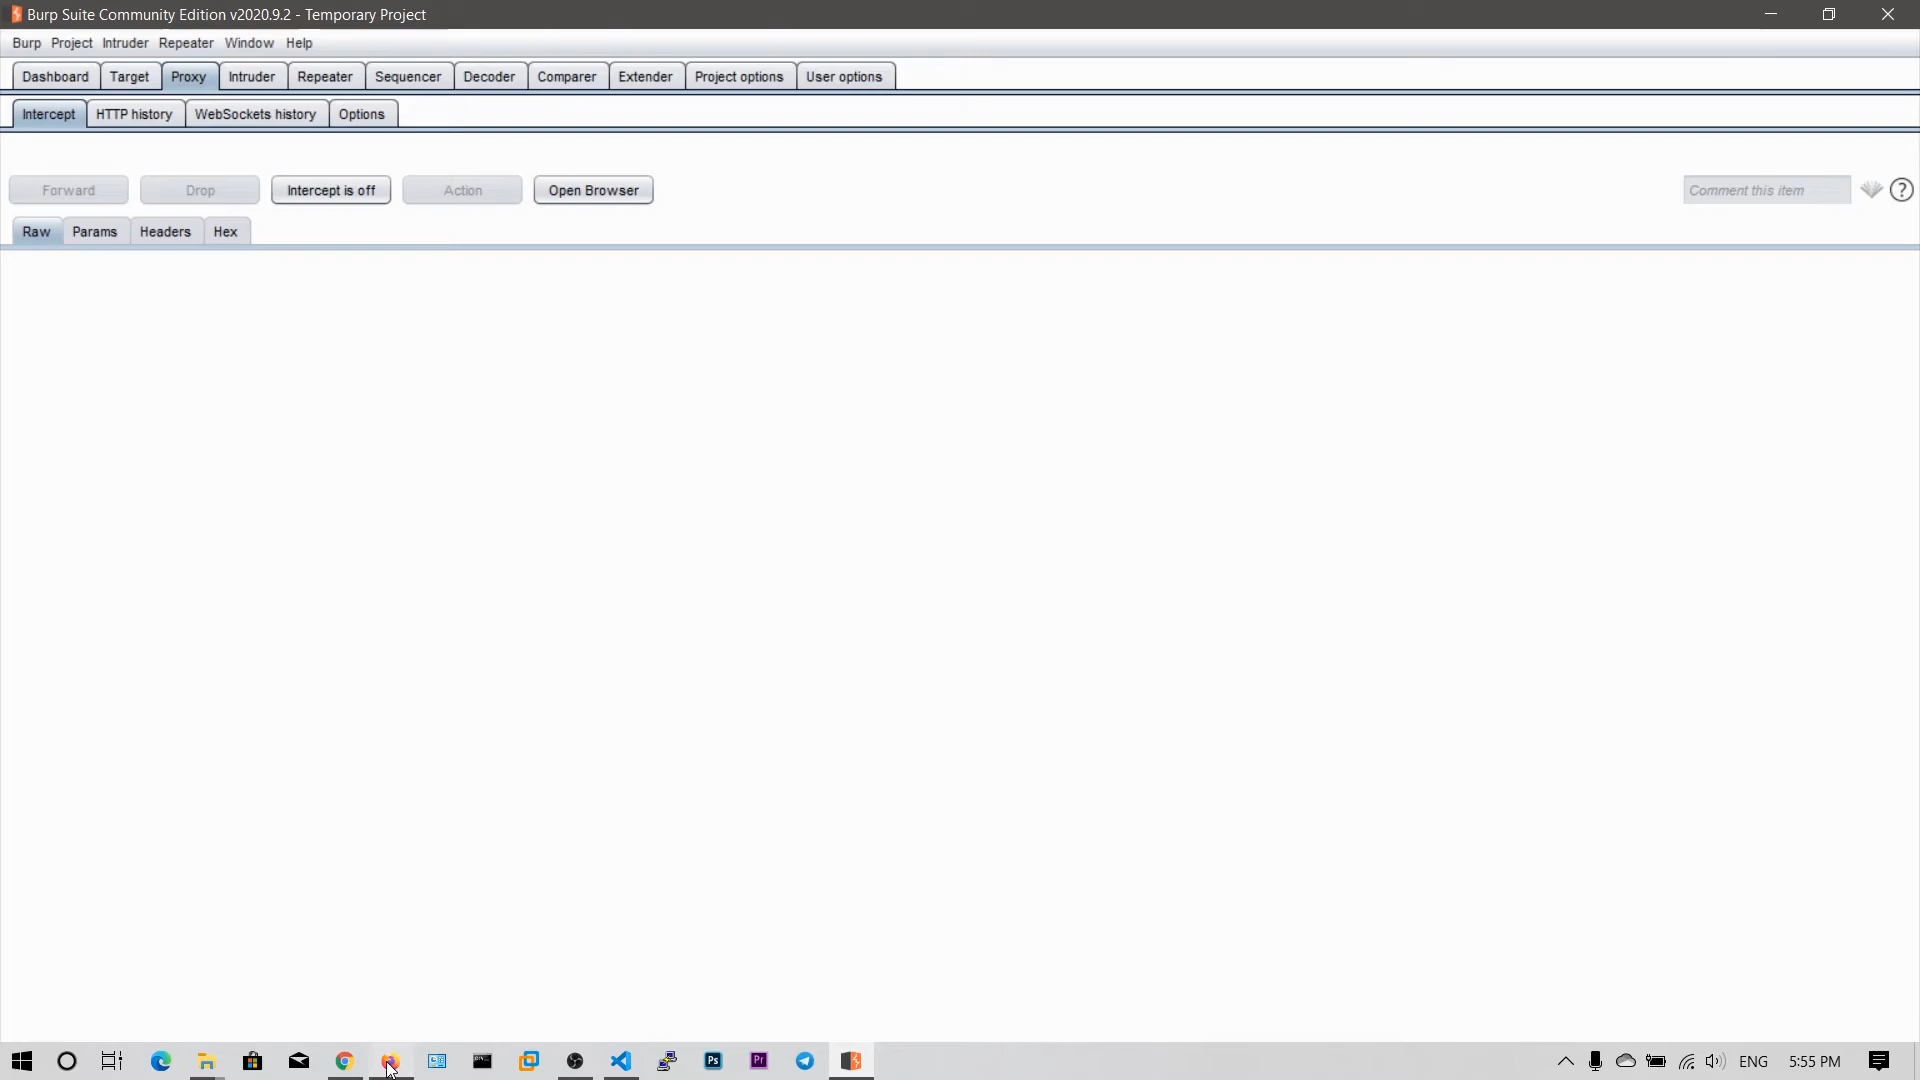 Burp Suite Community Edition v2020.9.2 - Temporary Project
Burp Project Intruder Repeater Window Help
Dashboard Target Proxy Intruder Repeater Sequencer Decoder Comparer Extender Project options User options
Intercept HTTP history WebSockets history Options
Forward Drop Intercept is off Action Open Browser Comment this item ?
Raw Params Headers Hex
Ps Pr ENG 5:55 PM